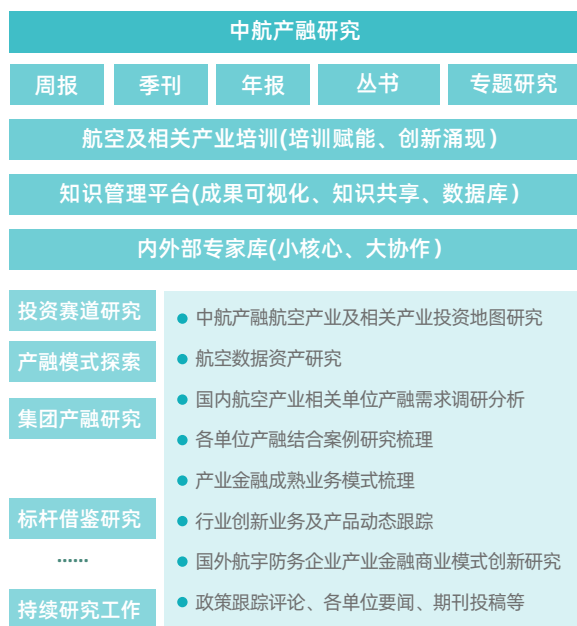 中航产融研究
周报 季刊 年报 丛书 专题研究
航空及相关产业培训(培训赋能、创新涌现)
知识管理平台(成果可视化、知识共享、数据库)
内外部专家库(小核心、大协作)
投资赛道研究
产融模式探索
集团产融研究
标杆借鉴研究
······
持续研究工作
● 中航产融航空产业及相关产业投资地图研究
● 航空数据资产研究
● 国内航空产业相关单位产融需求调研分析
● 各单位产融结合案例研究梳理
● 产业金融成熟业务模式梳理
● 行业创新业务及产品动态跟踪
● 国外航宇防务企业产业金融商业模式创新研究
● 政策跟踪评论、各单位要闻、期刊投稿等